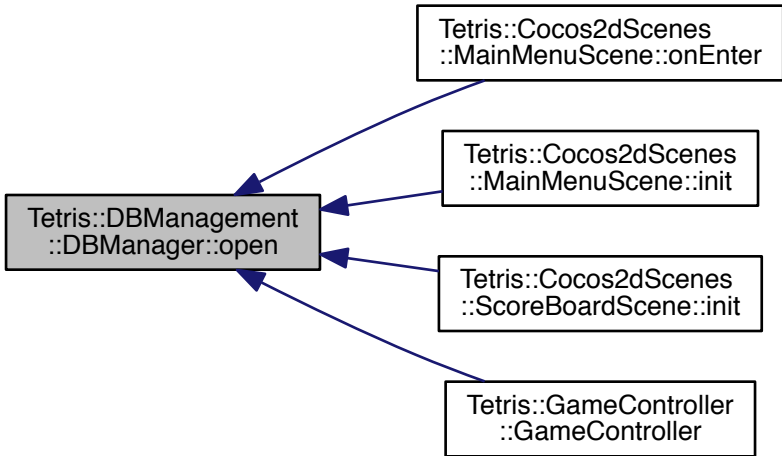 Tetris::Cocos2dScenes
::MainMenuScene::onEnter
Tetris::Cocos2dScenes
::MainMenuScene::init
Tetris::DBManagement
::DBManager::open
Tetris::Cocos2dScenes
::ScoreBoardScene::init
Tetris::GameController
::GameController